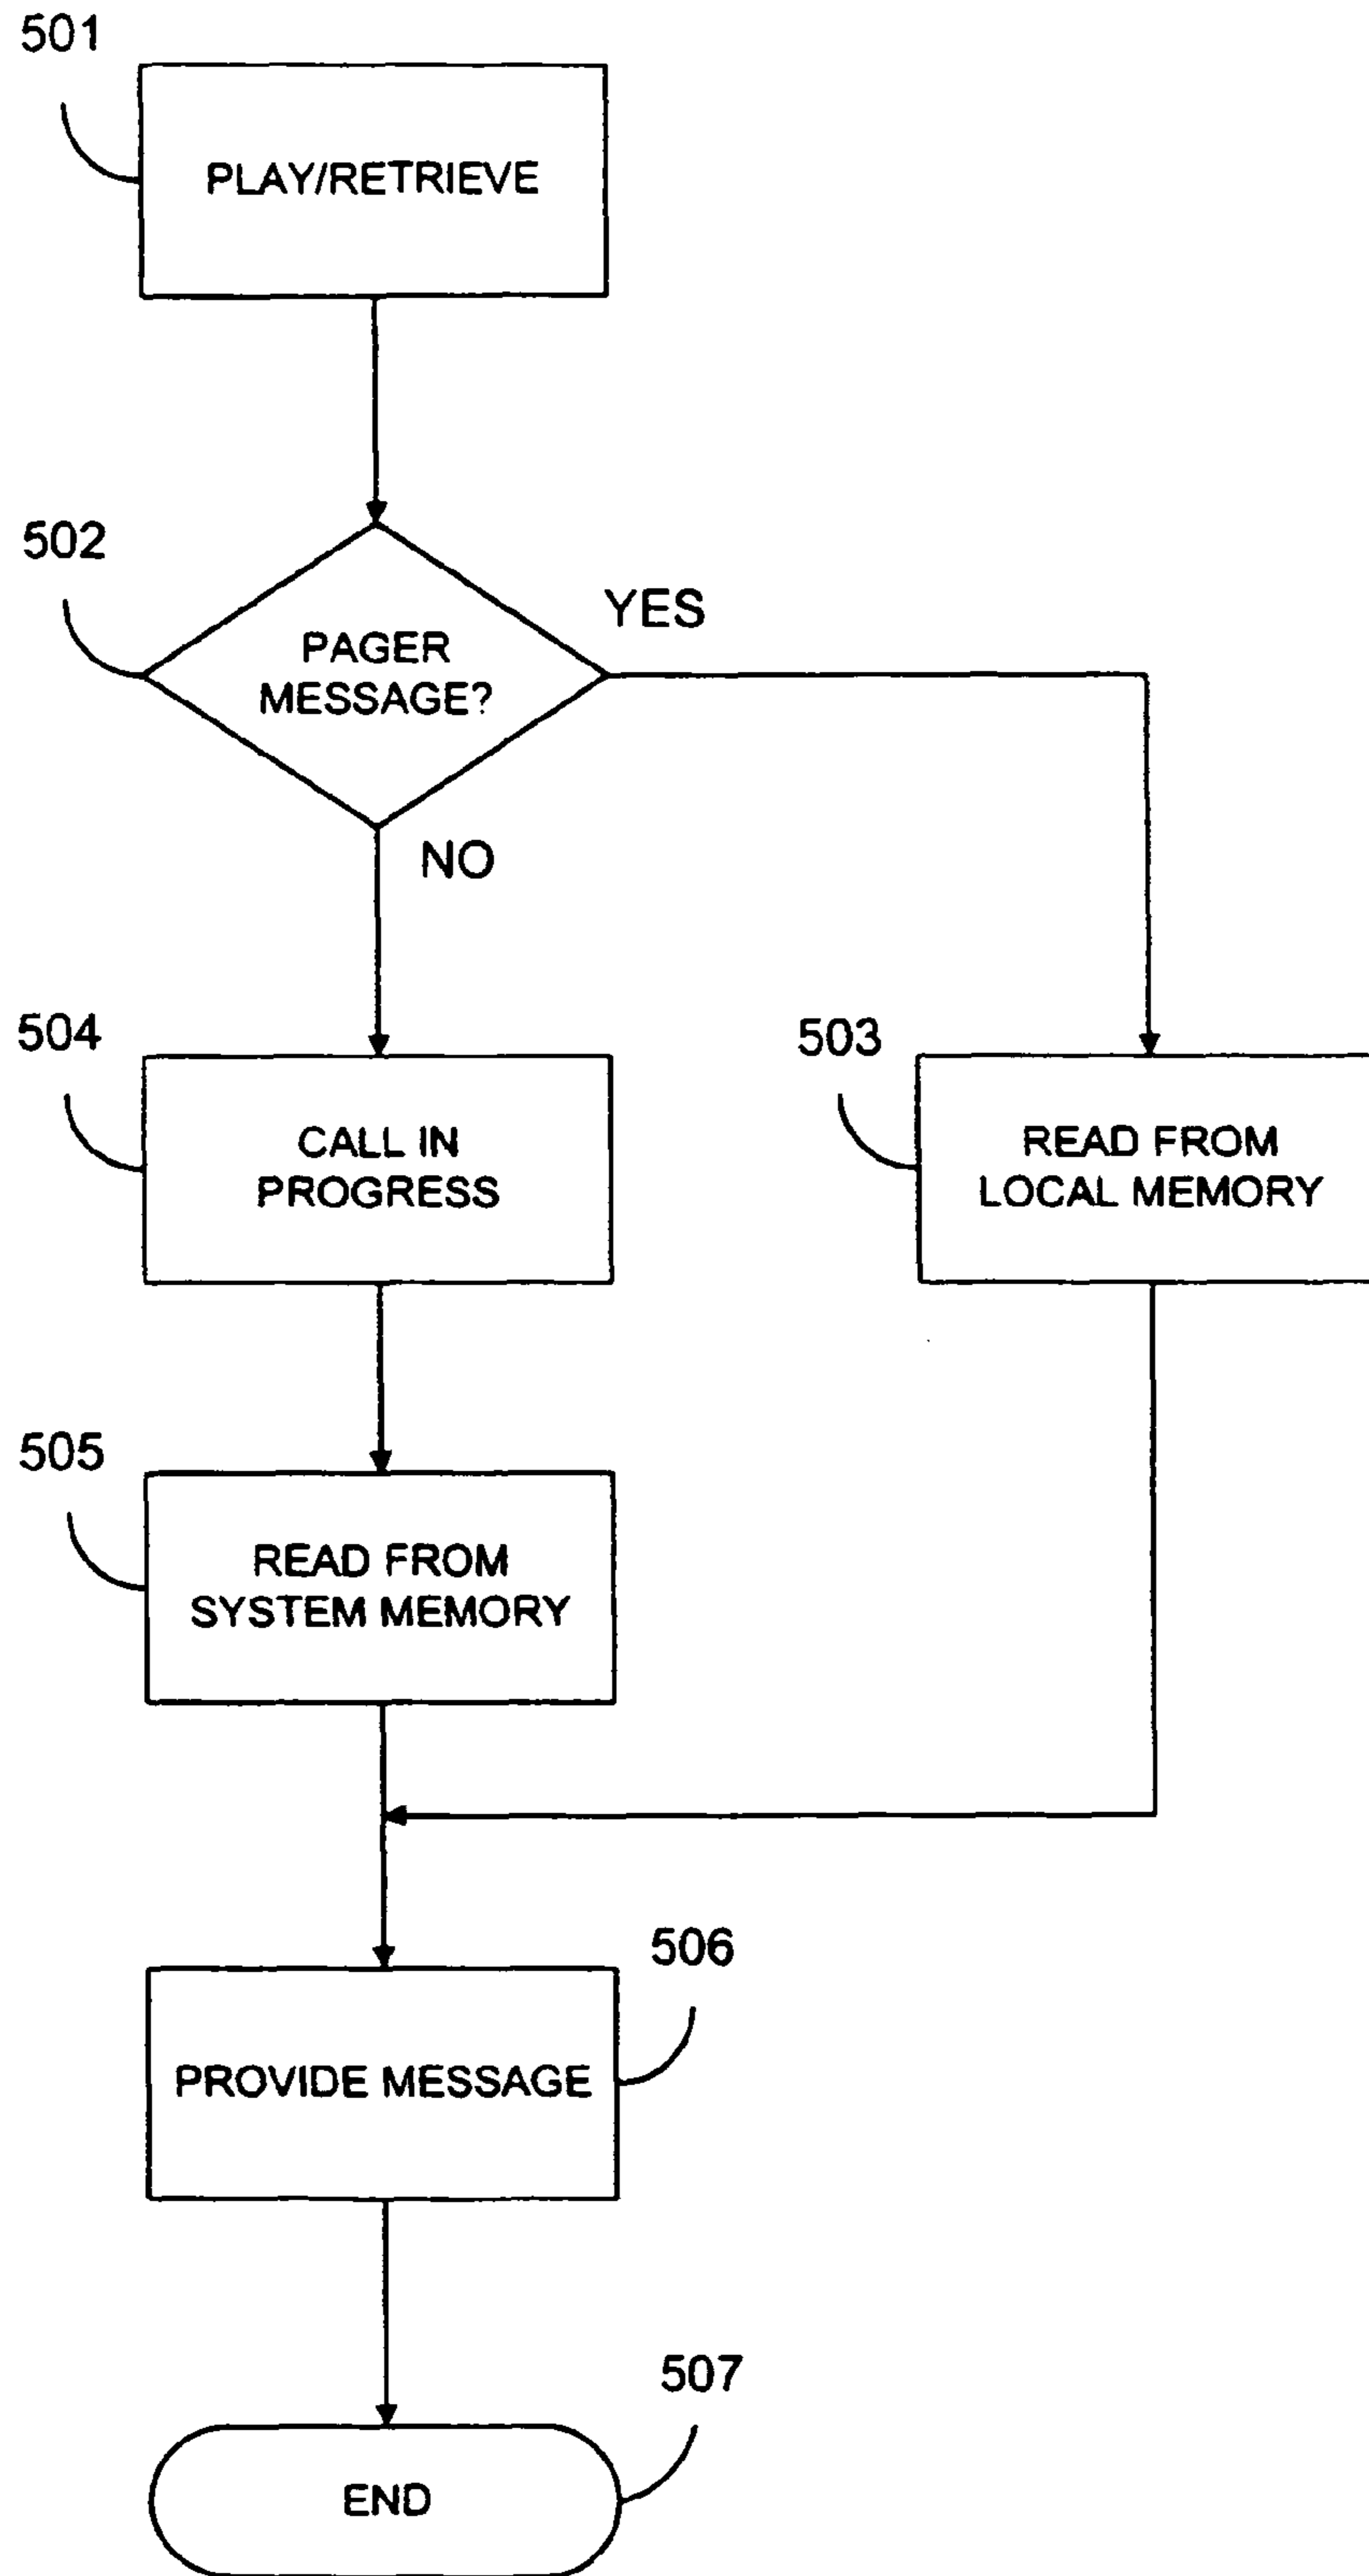 501
PLAY/RETRIEVE
502
PAGER
MESSAGE?
YES
NO
504
CALL IN
PROGRESS
503
READ FROM
LOCAL MEMORY
505
READ FROM
SYSTEM MEMORY
506
PROVIDE MESSAGE
507
END